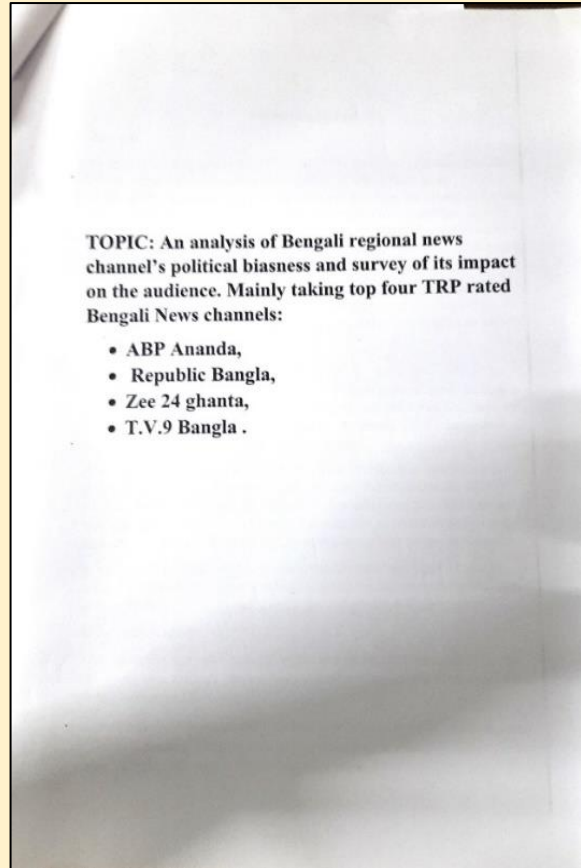 TOPIC: An analysis of Bengali regional news
channel's political biasness and survey of its impact
on the audience. Mainly taking top four TRP rated
Bengali News channels:
• ABP Ananda,
• Republic Bangla,
• Zee 24 ghanta,
• T.V.9 Bangla .